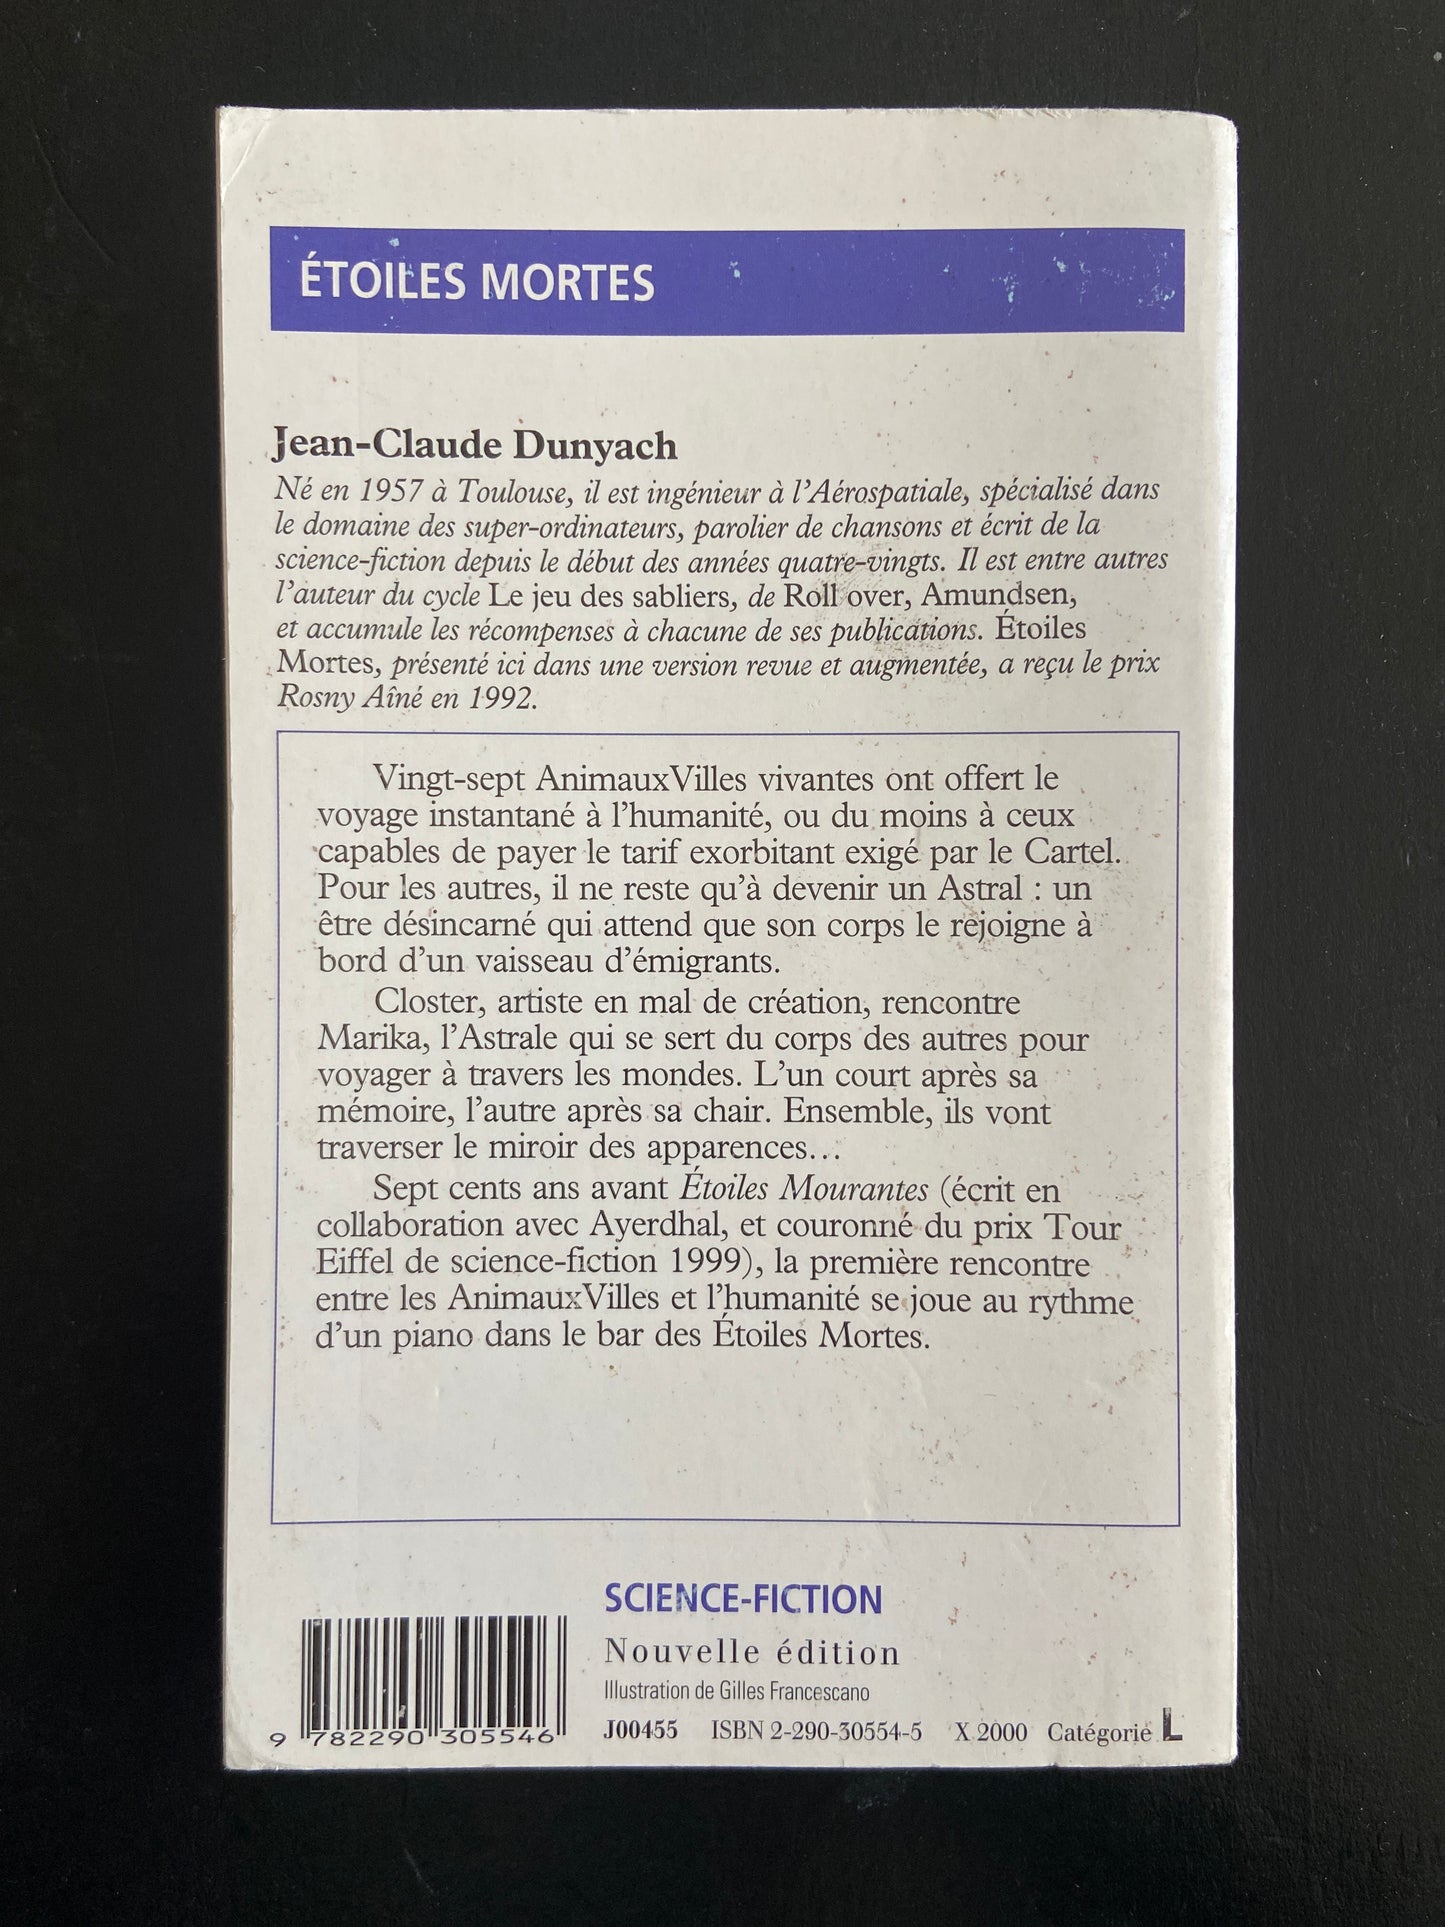 ÉTOILES MORTES
Jean-Claude Dunyach
Né en 1957 à Toulouse, il est ingénieur à l'Aérospatiale, spécialisé dans
le domaine des super-ordinateurs, parolier de chansons et écrit de la
science-fiction depuis le début des années quatre-vingts. Il est entre autres
l'auteur du cycle Le jeu des sabliers, de Roll over, Amundsen,
et accumule les récompenses à chacune de ses publications. Étoiles
Mortes, présenté ici dans une version revue et augmentée, a reçu le prix
Rosny Aîné en 1992.
Vingt-sept AnimauxVilles vivantes ont offert le
voyage instantané à l'humanité, ou du moins à ceux
capables de payer le tarif exorbitant exigé par le Cartel.
Pour les autres, il ne reste qu'à devenir un Astral : un
être désincarné qui attend que son corps le rejoigne à
bord d'un vaisseau d'émigrants.
Closter, artiste en mal de création, rencontre
Marika, l'Astrale qui se sert du corps des autres pour
voyager à travers les mondes. L'un court après sa
mémoire, l'autre après sa chair. Ensemble, ils vont
traverser le miroir des apparences...
Sept cents ans avant Étoiles Mourantes (écrit en
collaboration avec Ayerdhal, et couronné du prix Tour
Eiffel de science-fiction 1999), la première rencontre
entre les AnimauxVilles et l'humanité se joue au rythme
d'un piano dans le bar des Étoiles Mortes.
SCIENCE-FICTION
Nouvelle édition
Illustration de Gilles Francescano
J00455 ISBN 2-290-30554-5 X 2000 Catégorie L
9 782290 305546